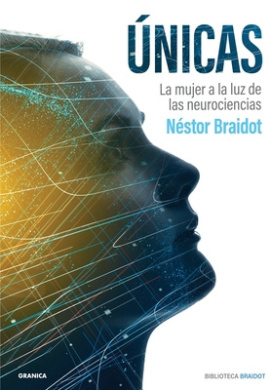 ÚNICAS
La mujer a la luz de
las neurociencias
Néstor Braidot
GRANICA
BIBLIOTECA BRAIDOT